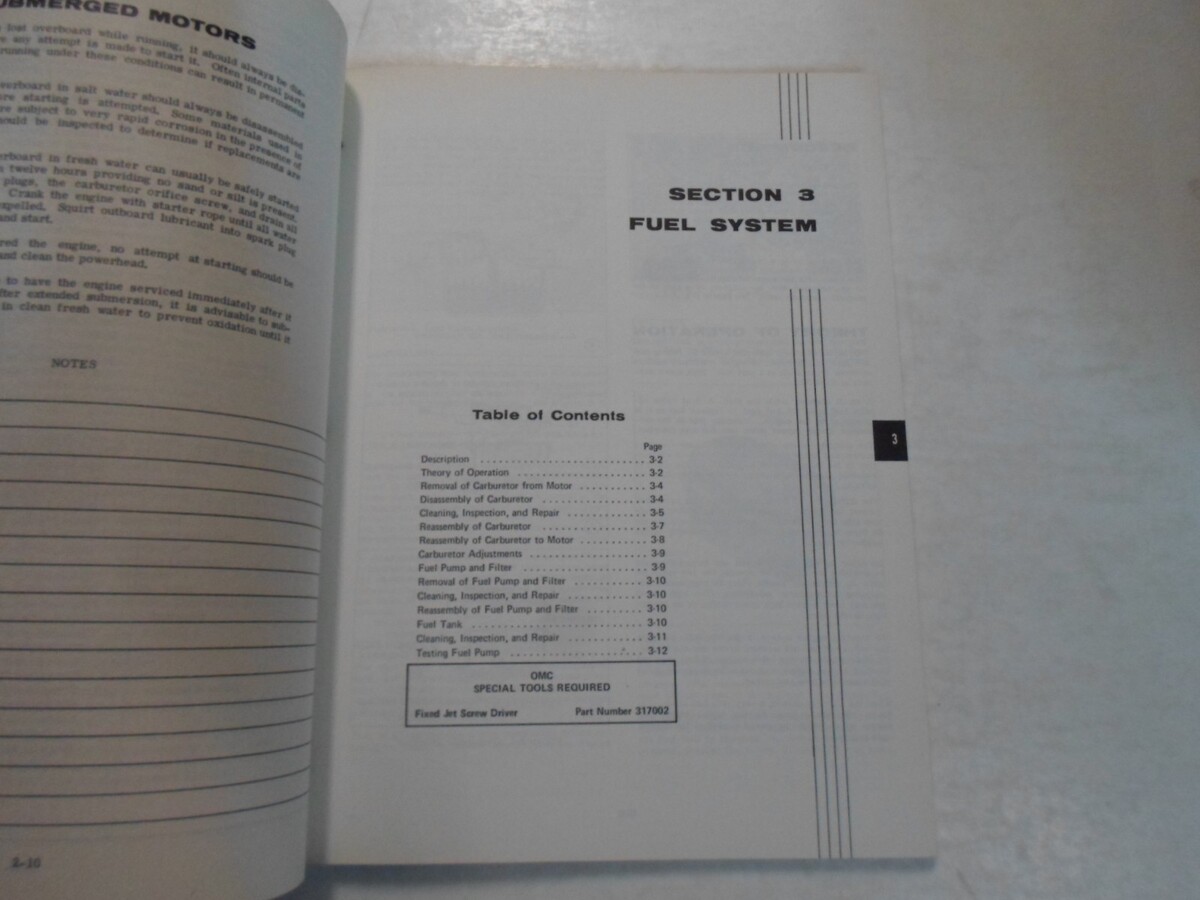 UBMERGED MOTORS
lost overboard while running, it should always be dis-
any attempt is made to start it. Often internal parts
running under these conditions can result in permanent
verboard in salt water should always be disassembled
ore starting is attempted. Some materials used in
re subject to very rapid corrosion in the presence of
ould be inspected to determine if replacements are
erboard in fresh water can usually be safely started
twelve hours providing no sand or silt is present.
plugs, the carburetor orifice screw, and drain all
Crank the engine with starter rope until all water
xpelled. Squirt outboard lubricant into spark plug
and start.
red the engine, no attempt at starting should be
and clean the powerhead.
to have the engine serviced immediately after it
fter extended submersion, it is advisable to sub-
in clean fresh water to prevent oxidation until it
NOTES
2-10
SECTION 3
FUEL SYSTEM
Table of Contents
Page
Description ........................... 3-2
Theory of Operation ..................... 3-2
Removal of Carburetor from Motor ........... 3-4
Disassembly of Carburetor ................. 3-4
Cleaning, Inspection, and Repair ............. 3-5
Reassembly of Carburetor ................. 3-7
Reassembly of Carburetor to Motor ........... 3-8
Carburetor Adjustments ................... 3-9
Fuel Pump and Filter ..................... 3-9
Removal of Fuel Pump and Filter ........... 3-10
Cleaning, Inspection, and Repair ............. 3-10
Reassembly of Fuel Pump and Filter ......... 3-10
Fuel Tank ............................ 3-10
Cleaning, Inspection, and Repair ............. 3-11
Testing Fuel Pump ...................... 3-12
OMC
SPECIAL TOOLS REQUIRED
Fixed Jet Screw Driver Part Number 317002
3